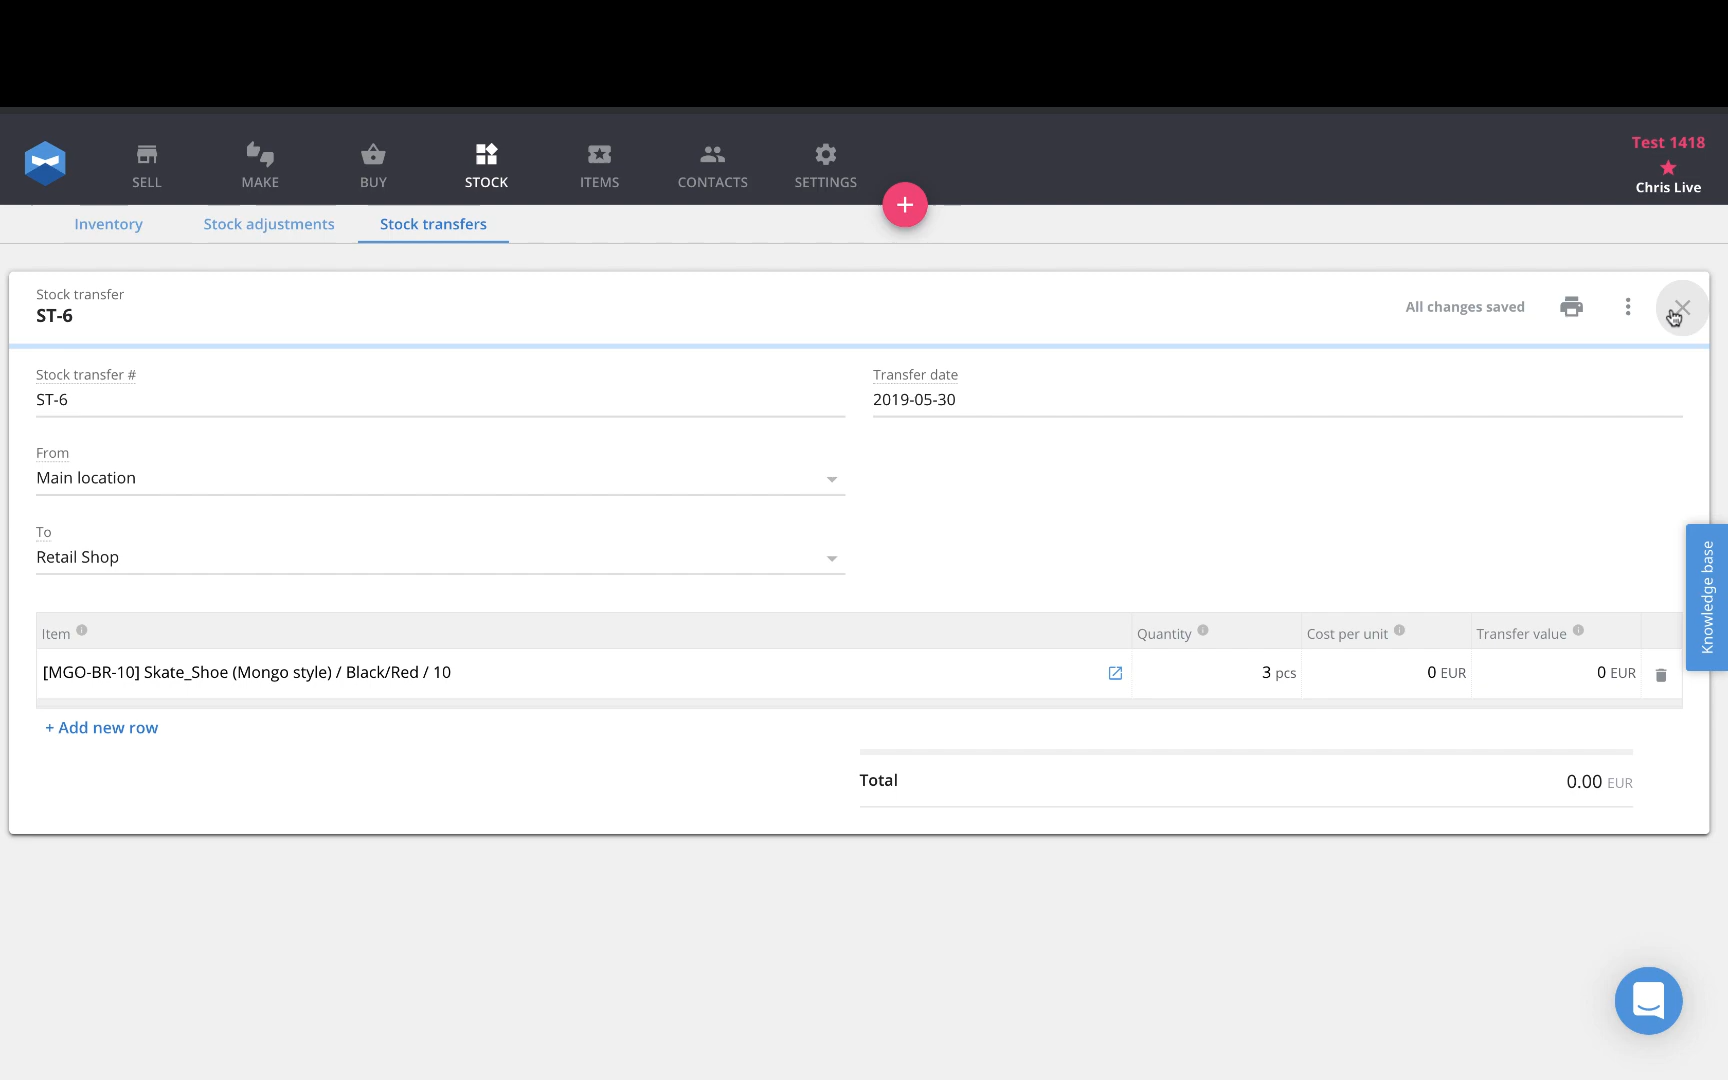 SELL MAKE BUY STOCK ITEMS CONTACTS SETTINGS
Test 1418
Chris Live
+
Inventory Stock adjustments Stock transfers
Stock transfer
ST-6
All changes saved
Stock transfer #
ST-6
Transfer date
2019-05-30
From
Main location
To
Retail Shop
Knowledge base
Item Quantity Cost per unit Transfer value
[MGO-BR-10] Skate_Shoe (Mongo style) / Black/Red / 10 3 pcs 0 EUR 0 EUR
+ Add new row
Total 0.00 EUR